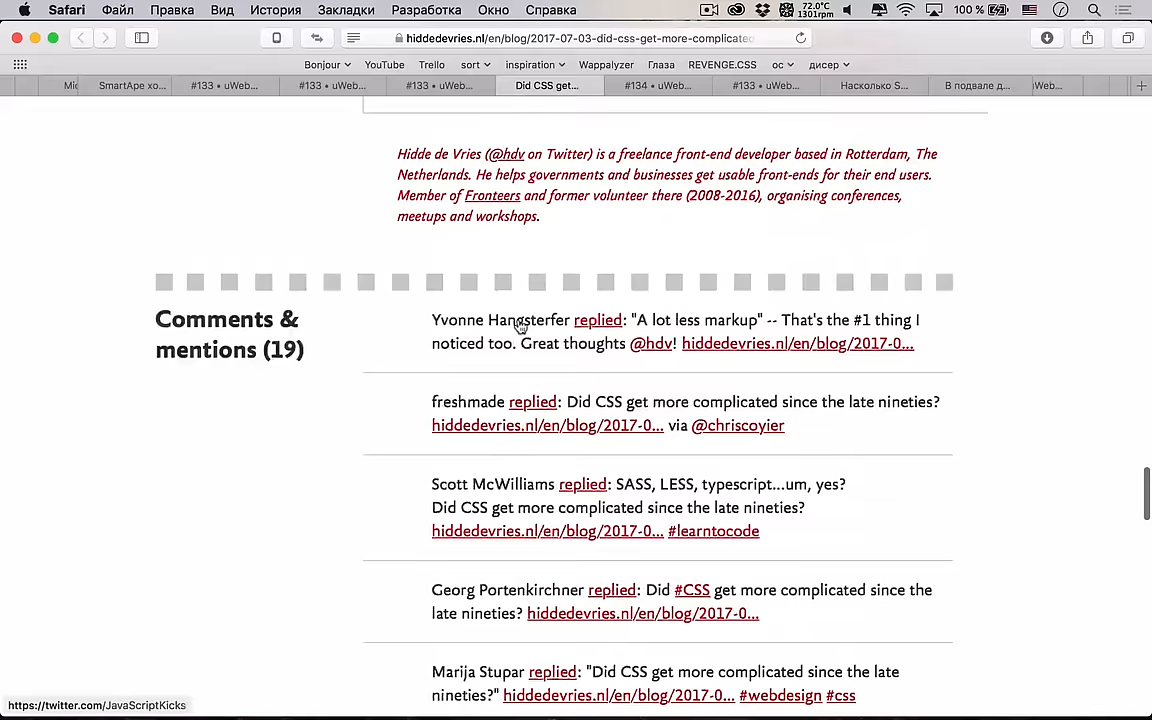 Safari Файл Правка Вид История Закладки Разработка Окно Справка 72.0°C 1301rpm 100 %
hiddedevries.nl/en/blog/2017-07-03-did-css-get-more-complicated
Bonjour YouTube Trello sort inspiration Wappalyzer Глаза REVENGE.CSS ос дисер
Mic SmartApe хо... #133 • uWeb... #133 • uWeb... #133 • uWeb... Did CSS get... #134 • uWeb... #133 • uWeb... Насколько S... В подвале д... Web...
Hidde de Vries (@hdv on Twitter) is a freelance front-end developer based in Rotterdam, The
Netherlands. He helps governments and businesses get usable front-ends for their end users.
Member of Fronteers and former volunteer there (2008-2016), organising conferences,
meetups and workshops.
Comments &
mentions (19)
Yvonne Hangsterfer replied: "A lot less markup" -- That's the #1 thing I
noticed too. Great thoughts @hdv! hiddedevries.nl/en/blog/2017-0...
freshmade replied: Did CSS get more complicated since the late nineties?
hiddedevries.nl/en/blog/2017-0... via @chriscoyier
Scott McWilliams replied: SASS, LESS, typescript...um, yes?
Did CSS get more complicated since the late nineties?
hiddedevries.nl/en/blog/2017-0... #learntocode
Georg Portenkirchner replied: Did #CSS get more complicated since the
late nineties? hiddedevries.nl/en/blog/2017-0...
Marija Stupar replied: "Did CSS get more complicated since the late
nineties?" hiddedevries.nl/en/blog/2017-0... #webdesign #css
https://twitter.com/JavaScriptKicks